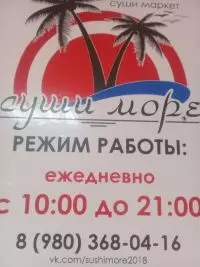 суши маркет
суши море
РЕЖИМ РАБОТЫ:
ежедневно
с 10:00 до 21:00
8 (980) 368-04-16
vk.com/sushimore2018